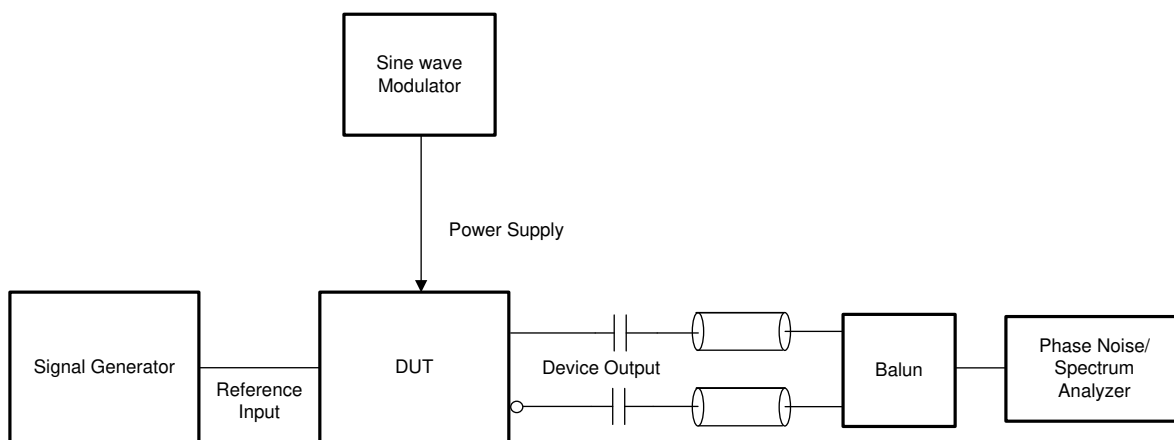 Sine wave
Modulator
Power Supply
Signal Generator
Reference
Input
DUT
Device Output
Balun
Phase Noise/
Spectrum
Analyzer